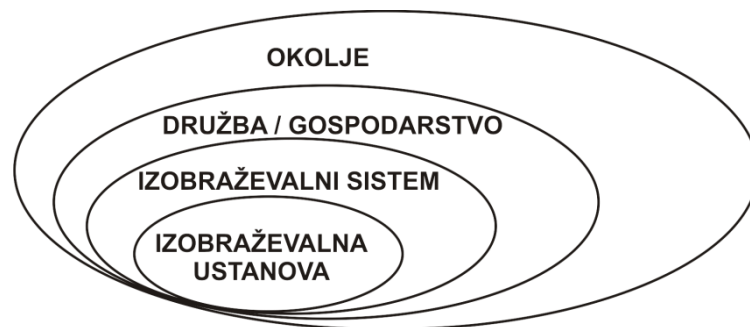 OKOLJE
DRUŽBA / GOSPODARSTVO
IZOBRAŽEVALNI SISTEM
IZOBRAŽEVALNA
USTANOVA